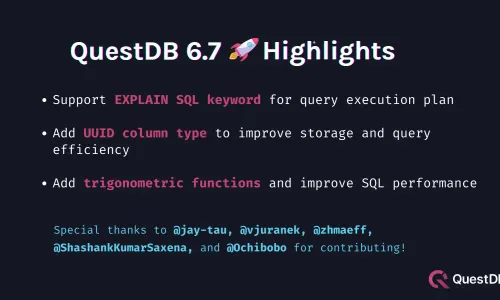 QuestDB 6.7 🚀 Highlights
• Support EXPLAIN SQL keyword for query execution plan
• Add UUID column type to improve storage and query
efficiency
• Add trigonometric functions and improve SQL performance
Special thanks to @jay-tau, @vjuranek, @zhmaeff,
@ShashankKumarSaxena, and @Ochibobo for contributing!
QuestD